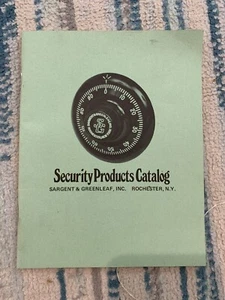 Security Products Catalog
SARGENT & GREENLEAF, INC. ROCHESTER, N.Y.